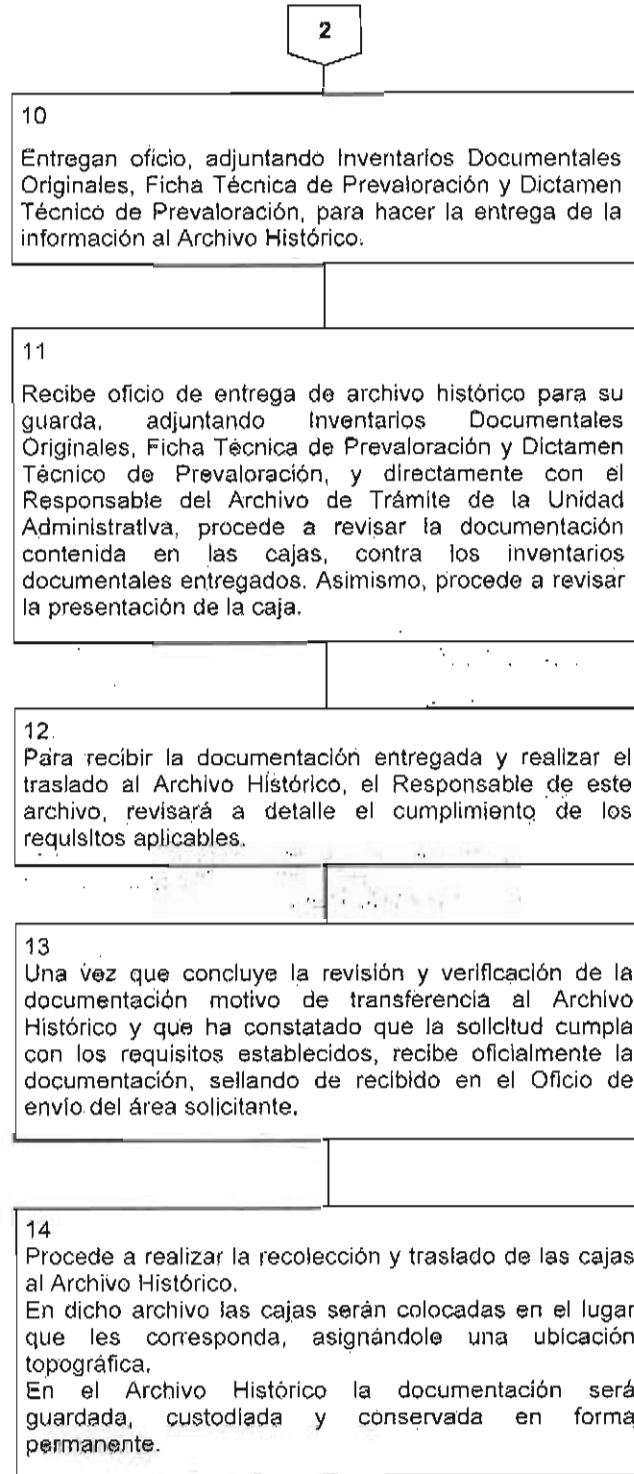 2
10
Entregan oficio, adjuntando Inventarios Documentales
Originales, Ficha Técnica de Prevaloración y Dictamen
Técnico de Prevaloración, para hacer la entrega de la
información al Archivo Histórico.
11
Recibe oficio de entrega de archivo histórico para su
guarda, adjuntando Inventarios Documentales
Originales, Ficha Técnica de Prevaloración y Dictamen
Técnico de Prevaloración, y directamente con el
Responsable del Archivo de Trámite de la Unidad
Administrativa, procede a revisar la documentación
contenida en las cajas, contra los inventarios
documentales entregados. Asimismo, procede a revisar
la presentación de la caja.
12.
Para recibir la documentación entregada y realizar el
traslado al Archivo Histórico, el Responsable de este
archivo, revisará a detalle el cumplimiento de los
requisitos aplicables.
13
Una vez que concluye la revisión y verificación de la
documentación motivo de transferencia al Archivo
Histórico y que ha constatado que la solicitud cumpla
con los requisitos establecidos, recibe oficialmente la
documentación, sellando de recibido en el Oficio de
envío del área solicitante.
14
Procede a realizar la recolección y traslado de las cajas
al Archivo Histórico.
En dicho archivo las cajas serán colocadas en el lugar
que les corresponda, asignándole una ubicación
topográfica.
En el Archivo Histórico la documentación será
guardada, custodiada y conservada en forma
permanente.